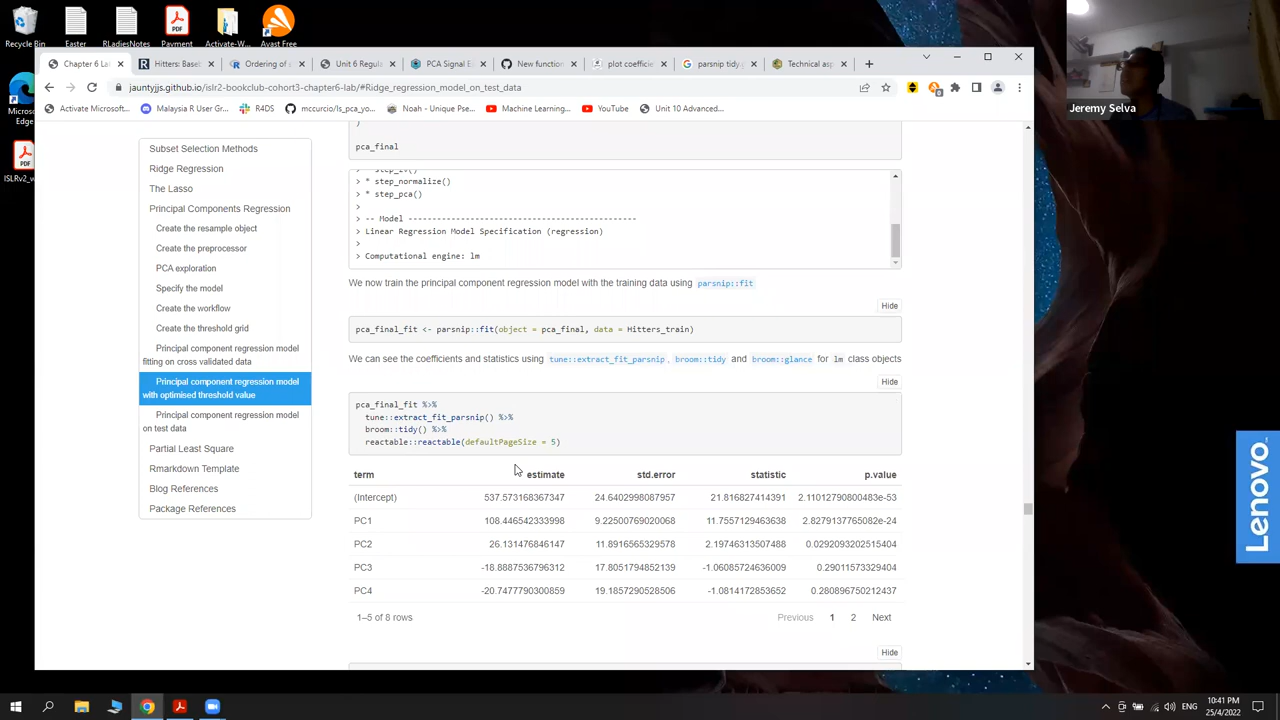 Recycle Bin
Easter
RLadiesNotes
Payment
Activate-W...
Avast Free
Microsoft Edge
Chapter 6 La
Hitters: Baseb
Ordering of i
Unit 6 Regula
PCA Signal E
New function
plot coefficie
parsnip tidy.g
Technical asp
jauntyjjs.github.io/islr-bookclub-cohort3-chapter6-lab/#Ridge_regression_model_on_test_data
Activate Microsoft...
Malaysia R User Gr...
R4DS
mccurcio/ls_pca_yo...
Noah - Unique Pse...
Machine Learning...
YouTube
Unit 10 Advanced...
Jeremy Selva
Subset Selection Methods
Ridge Regression
The Lasso
Principal Components Regression
Create the resample object
Create the preprocessor
PCA exploration
Specify the model
Create the workflow
Create the threshold grid
Principal component regression model
fitting on cross validated data
Principal component regression model
with optimised threshold value
Principal component regression model
on test data
Partial Least Square
Rmarkdown Template
Blog References
Package References
)
pca_final
> * step_zv()
> * step_normalize()
> * step_pca()
>
> -- Model -----------------------------------------------
> Linear Regression Model Specification (regression)
>
> Computational engine: lm
We now train the principal component regression model with the training data using parsnip::fit
Hide
pca_final_fit <- parsnip::fit(object = pca_final, data = Hitters_train)
We can see the coefficients and statistics using tune::extract_fit_parsnip, broom::tidy and broom::glance for lm class objects
Hide
pca_final_fit %>%
tune::extract_fit_parsnip() %>%
broom::tidy() %>%
reactable::reactable(defaultPageSize = 5)
term estimate std.error statistic p.value
(Intercept) 537.573168367347 24.6402998087957 21.816827414391 2.11012790800483e-53
PC1 108.446542333998 9.22500769020068 11.7557129463638 2.8279137765082e-24
PC2 26.131476846147 11.8916565329578 2.19746313507488 0.0292093202515404
PC3 -18.8887536796312 17.8051794852139 -1.06085724636009 0.29011573329404
PC4 -20.7477790300859 19.1857290528506 -1.0814172853652 0.280896750212437
1–5 of 8 rows
Previous 1 2 Next
Hide
ISLRv2_w
Lenovo
10:41 PM
25/4/2022